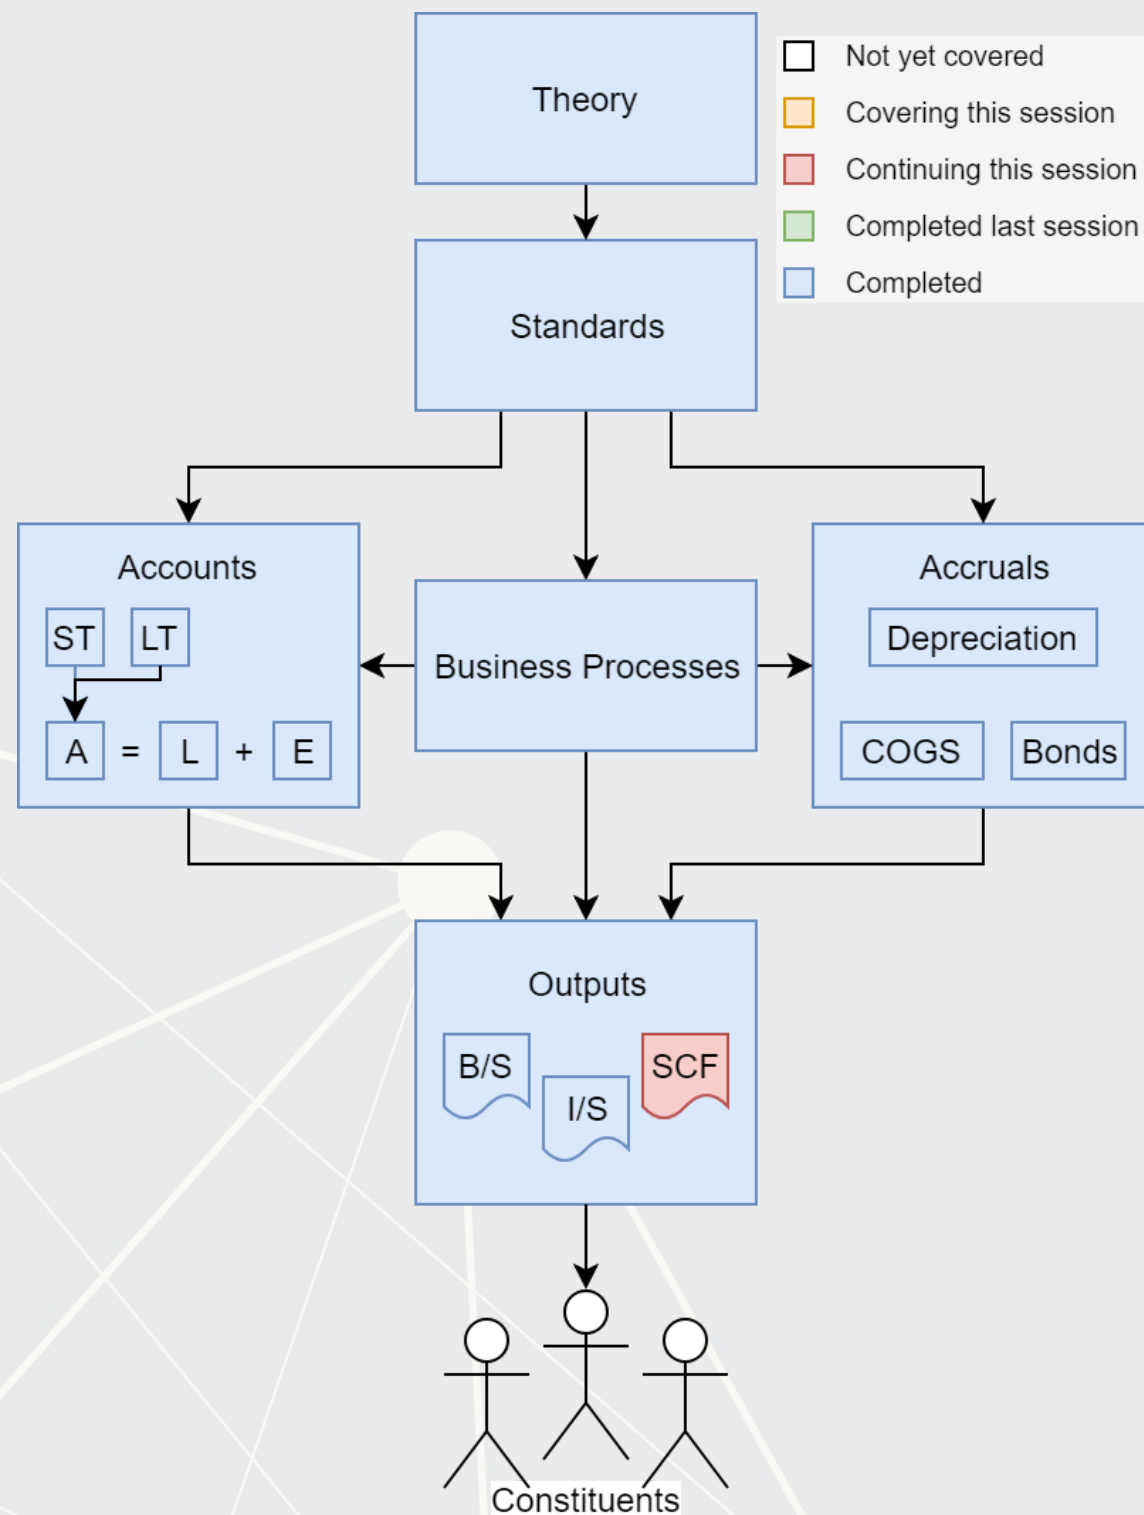 Theory
Not yet covered
Covering this session
Continuing this session
Completed last session
Completed
Standards
Accounts
ST LT
A = L + E
Business Processes
Accruals
Depreciation
COGS Bonds
Outputs
B/S
I/S
SCF
Constituents